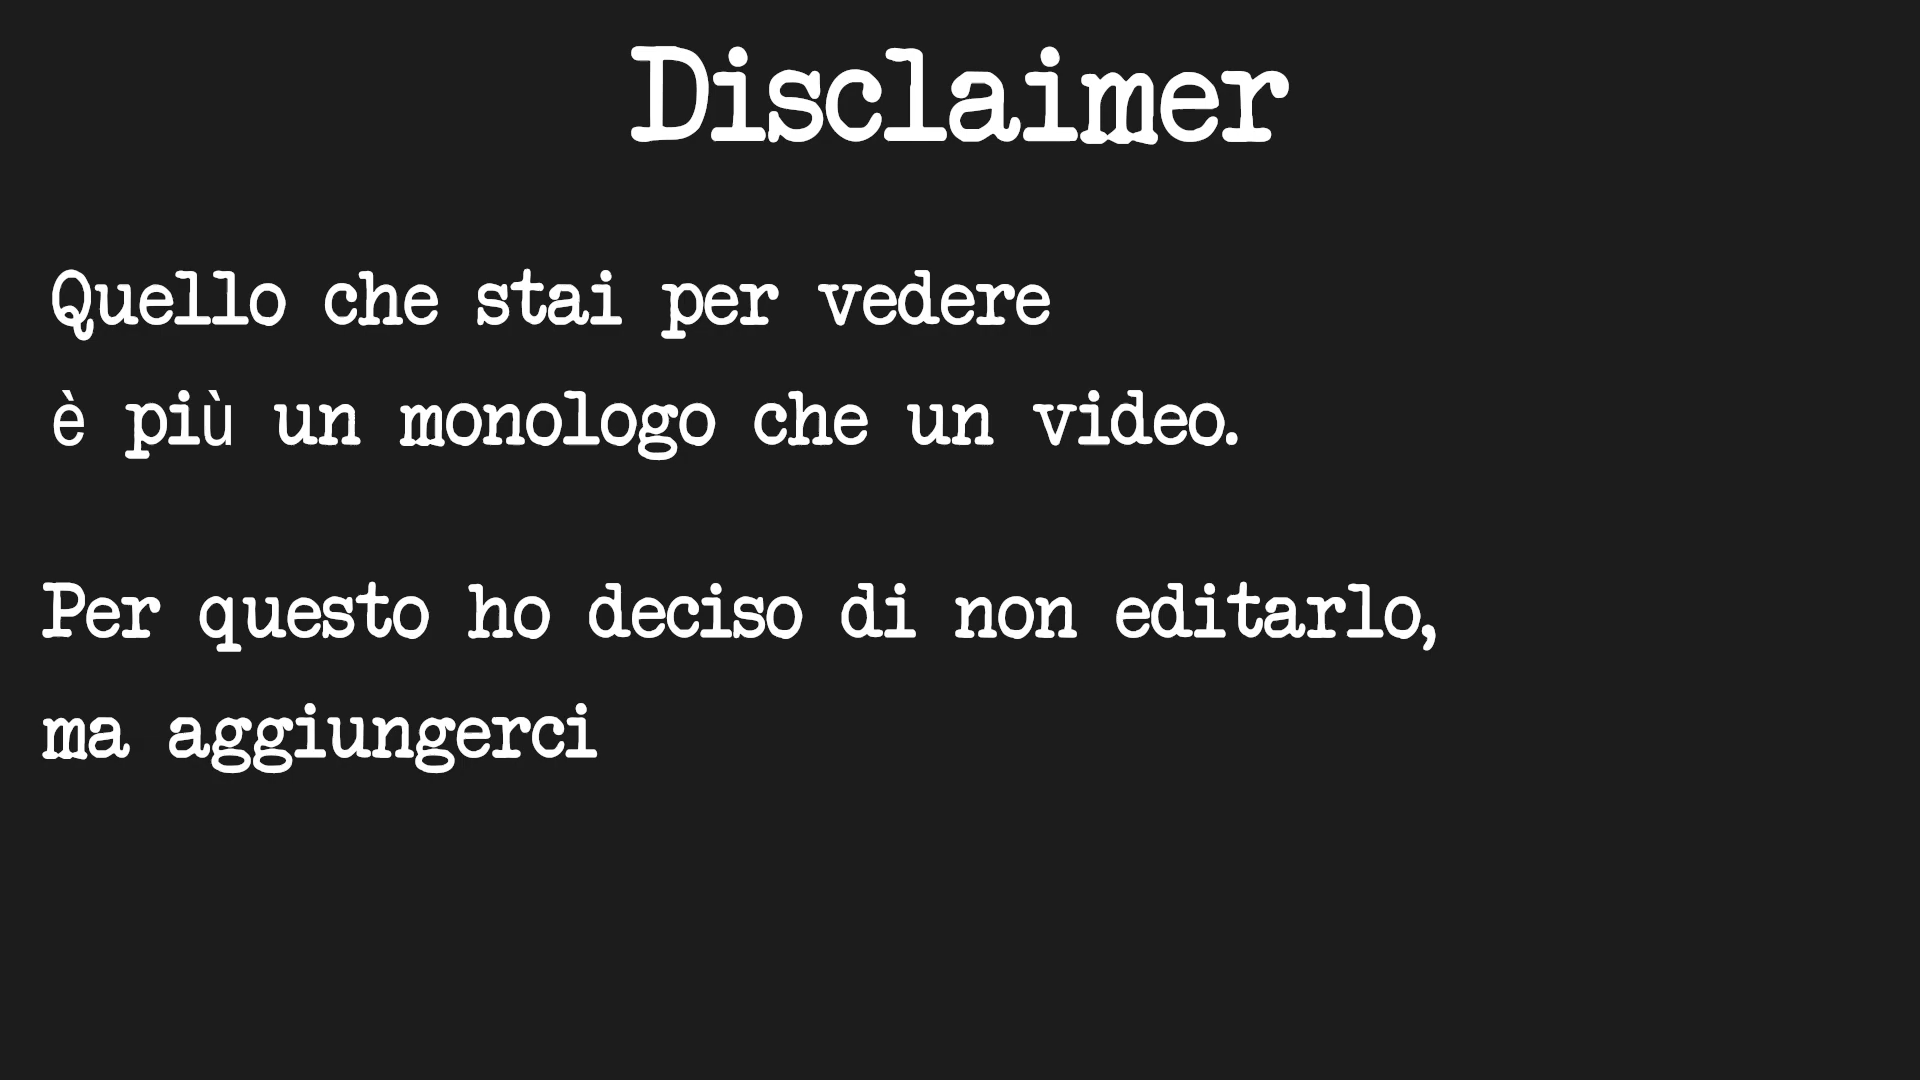 Disclaimer
Quello che stai per vedere
è più un monologo che un video.
Per questo ho deciso di non editarlo,
ma aggiungerci